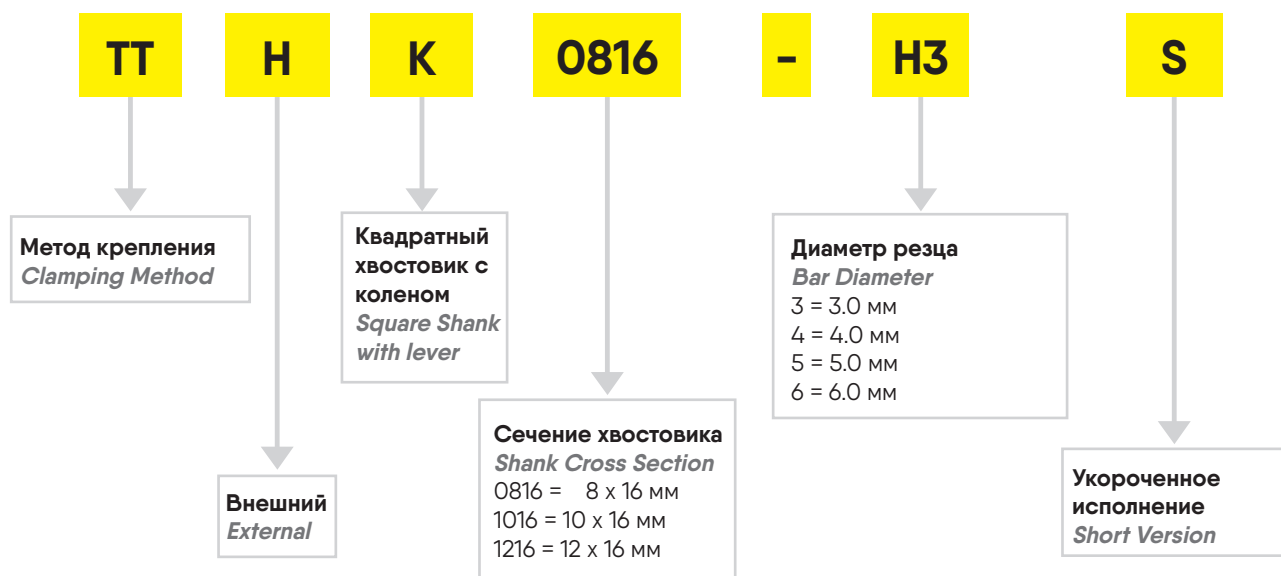 TT H K 0816 - H3 S
Метод крепления
Clamping Method
Внешний
External
Квадратный
хвостовик с
коленом
Square Shank
with lever
Сечение хвостовика
Shank Cross Section
0816 = 8 x 16 мм
1016 = 10 x 16 мм
1216 = 12 x 16 мм
Диаметр резца
Bar Diameter
3 = 3.0 мм
4 = 4.0 мм
5 = 5.0 мм
6 = 6.0 мм
Укороченное
исполнение
Short Version